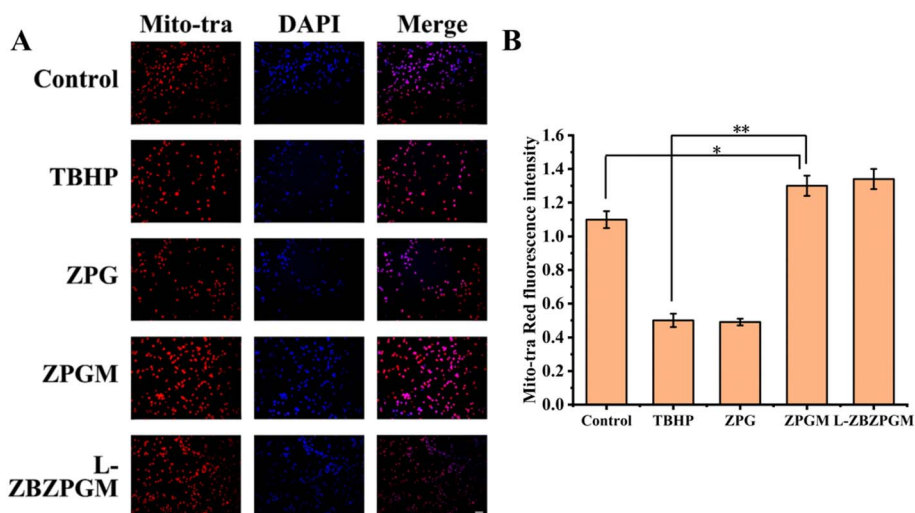 A
Mito-tra DAPI Merge
Control
TBHP
ZPG
ZPGM
L-
ZBZPGM
B
Mito-tra Red fluorescence intensity
1.6
1.4
1.2
1.0
0.8
0.6
0.4
0.2
0.0
**
*
Control TBHP ZPG ZPGM L-ZBZPGM